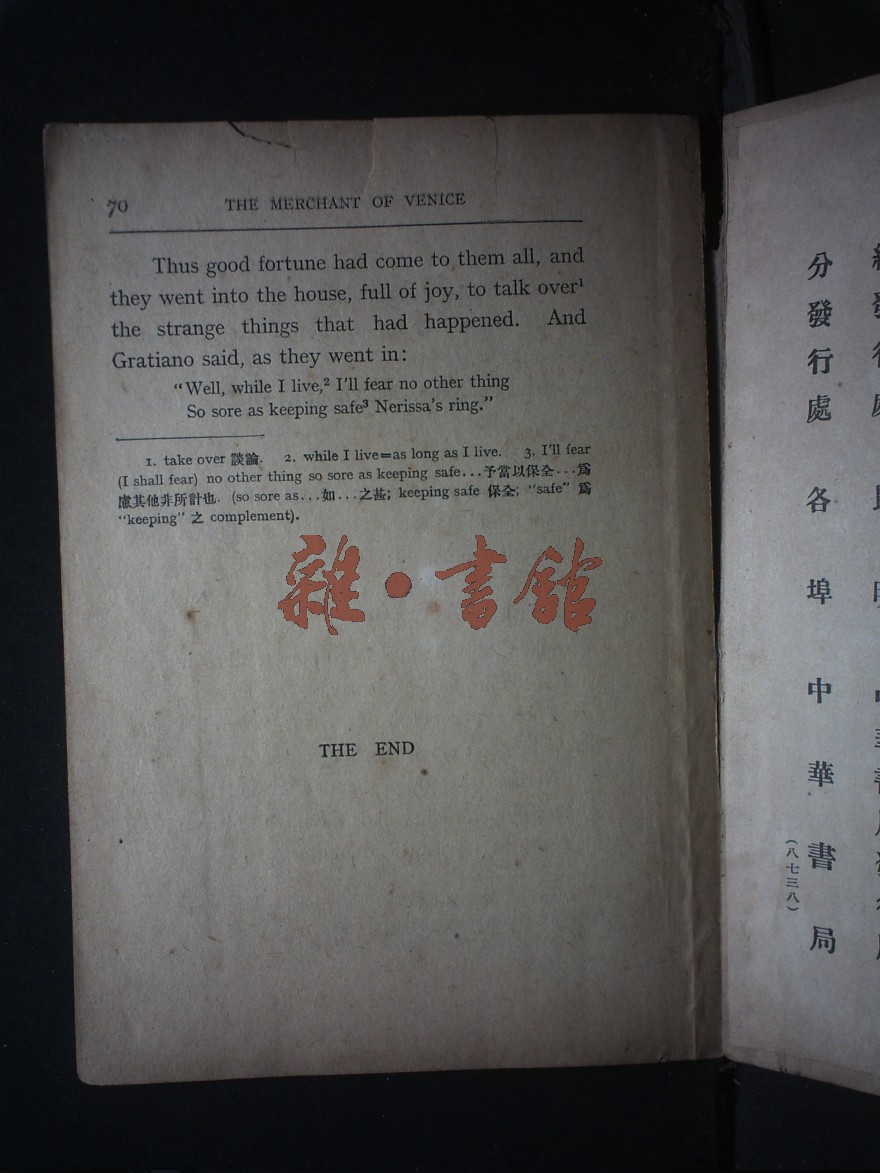 70 THE MERCHANT OF VENICE
Thus good fortune had come to them all, and
they went into the house, full of joy, to talk over¹
the strange things that had happened. And
Gratiano said, as they went in:
“Well, while I live,² I'll fear no other thing
So sore as keeping safe³ Nerissa's ring.”
1. take over 談論. 2. while I live=as long as I live. 3. I'll fear
(I shall fear) no other thing so sore as keeping safe...予當以保全...爲
慮其他非所計也. (so sore as...如...之甚; keeping safe 保全; “safe” 爲
“keeping” 之 complement).
雜·書館
THE END
分發行處 各埠中華書局
(八七三八)